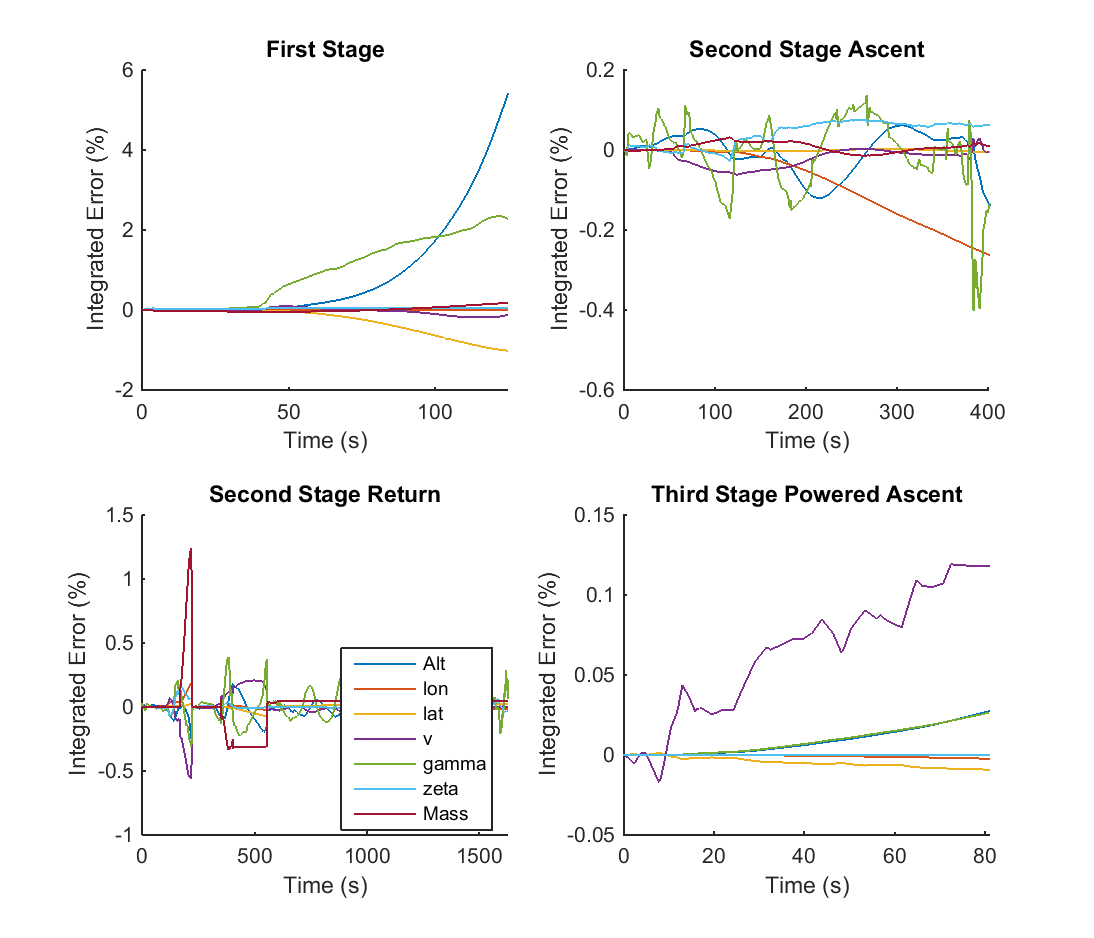 First Stage
6
4
2
0
-2
0 50 100
Integrated Error (%)
Time (s)
Second Stage Ascent
0.2
0
-0.2
-0.4
-0.6
0 100 200 300 400
Integrated Error (%)
Time (s)
Second Stage Return
1.5
1
0.5
0
-0.5
-1
0 500 1000 1500
Integrated Error (%)
Time (s)
Alt
lon
lat
v
gamma
zeta
Mass
Third Stage Powered Ascent
0.15
0.1
0.05
0
-0.05
0 20 40 60 80
Integrated Error (%)
Time (s)